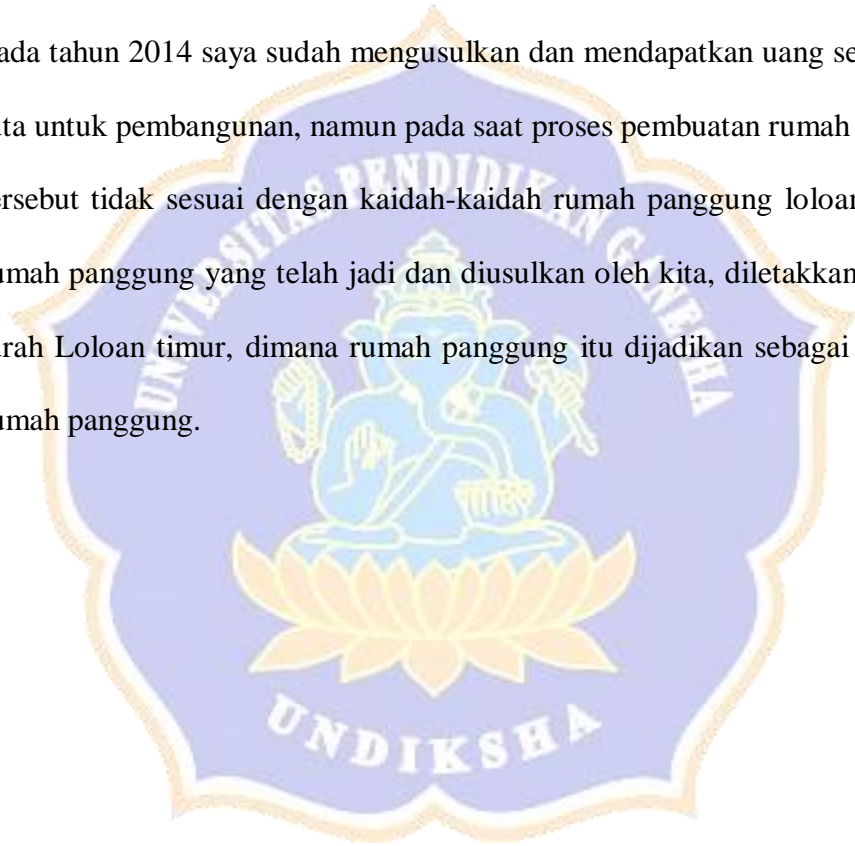 ada tahun 2014 saya sudah mengusulkan dan mendapatkan uang se
uta untuk pembangunan, namun pada saat proses pembuatan rumah
ersebut tidak sesuai dengan kaidah-kaidah rumah panggung loloan
umah panggung yang telah jadi dan diusulkan oleh kita, diletakkan
urah Loloan timur, dimana rumah panggung itu dijadikan sebagai
umah panggung.
UNIVERSITAS PENDIDIKAN GANESHA
UNDIKSHA